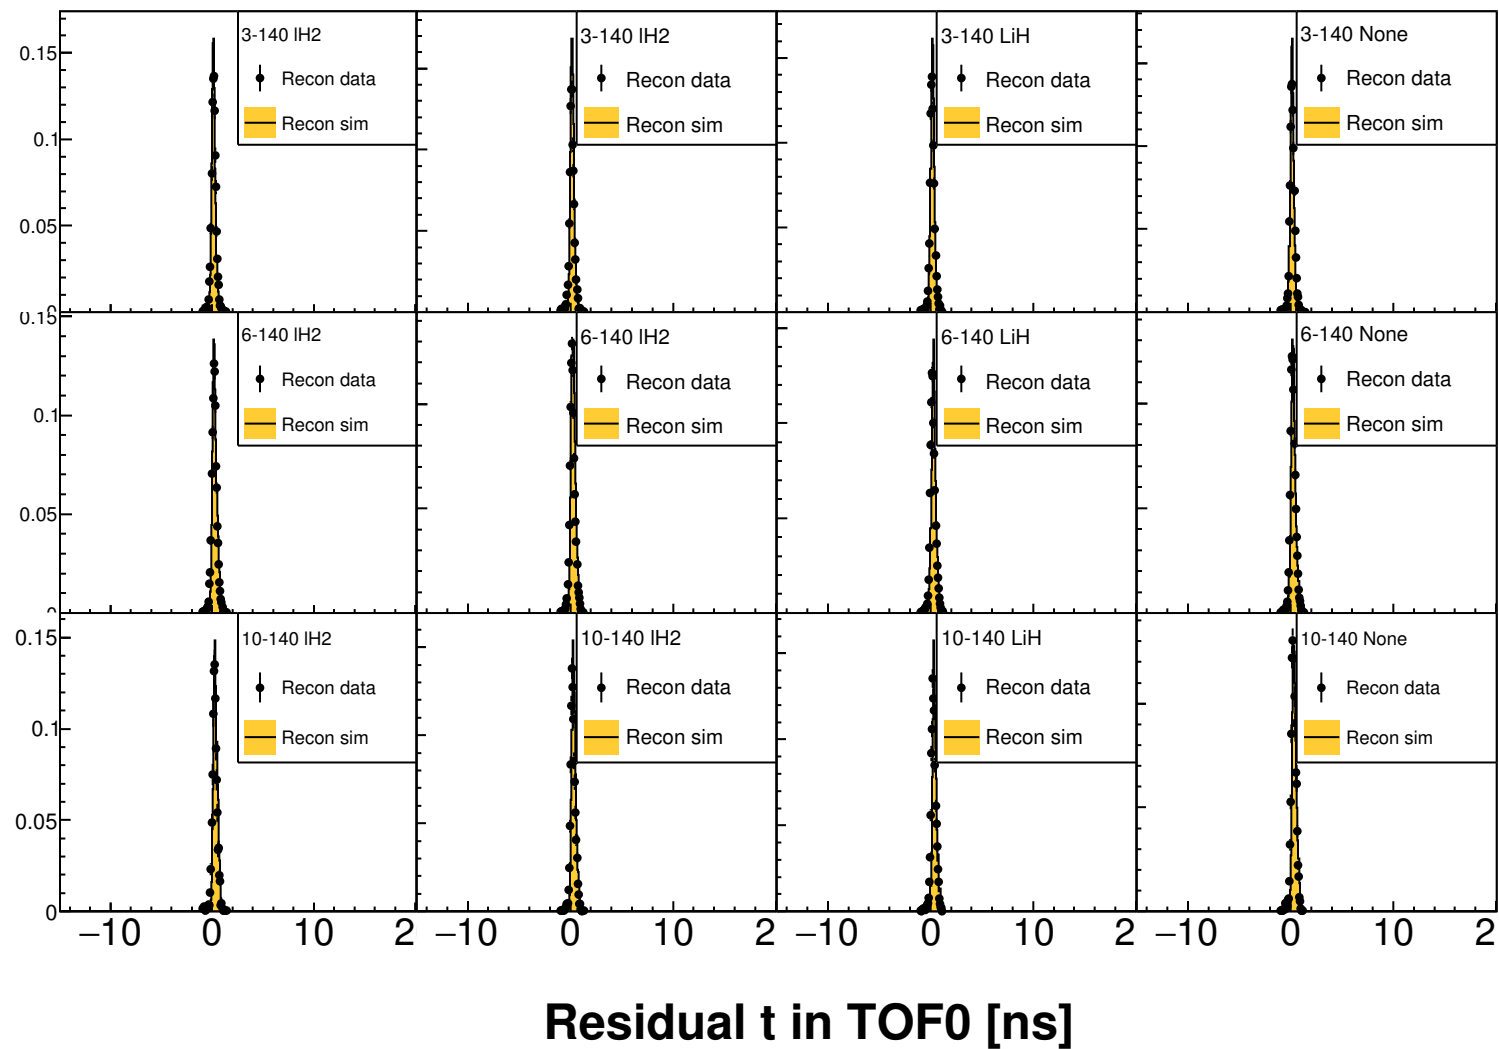 3-140 lH2
Recon data
Recon sim
3-140 lH2
Recon data
Recon sim
3-140 LiH
Recon data
Recon sim
3-140 None
Recon data
Recon sim
0.15
0.1
0.05
0
6-140 lH2
Recon data
Recon sim
6-140 lH2
Recon data
Recon sim
6-140 LiH
Recon data
Recon sim
6-140 None
Recon data
Recon sim
0.15
0.1
0.05
0
10-140 lH2
Recon data
Recon sim
10-140 lH2
Recon data
Recon sim
10-140 LiH
Recon data
Recon sim
10-140 None
Recon data
Recon sim
0.15
0.1
0.05
0
−10 0 10 2 −10 0 10 2 −10 0 10 2 −10 0 10 2
Residual t in TOF0 [ns]